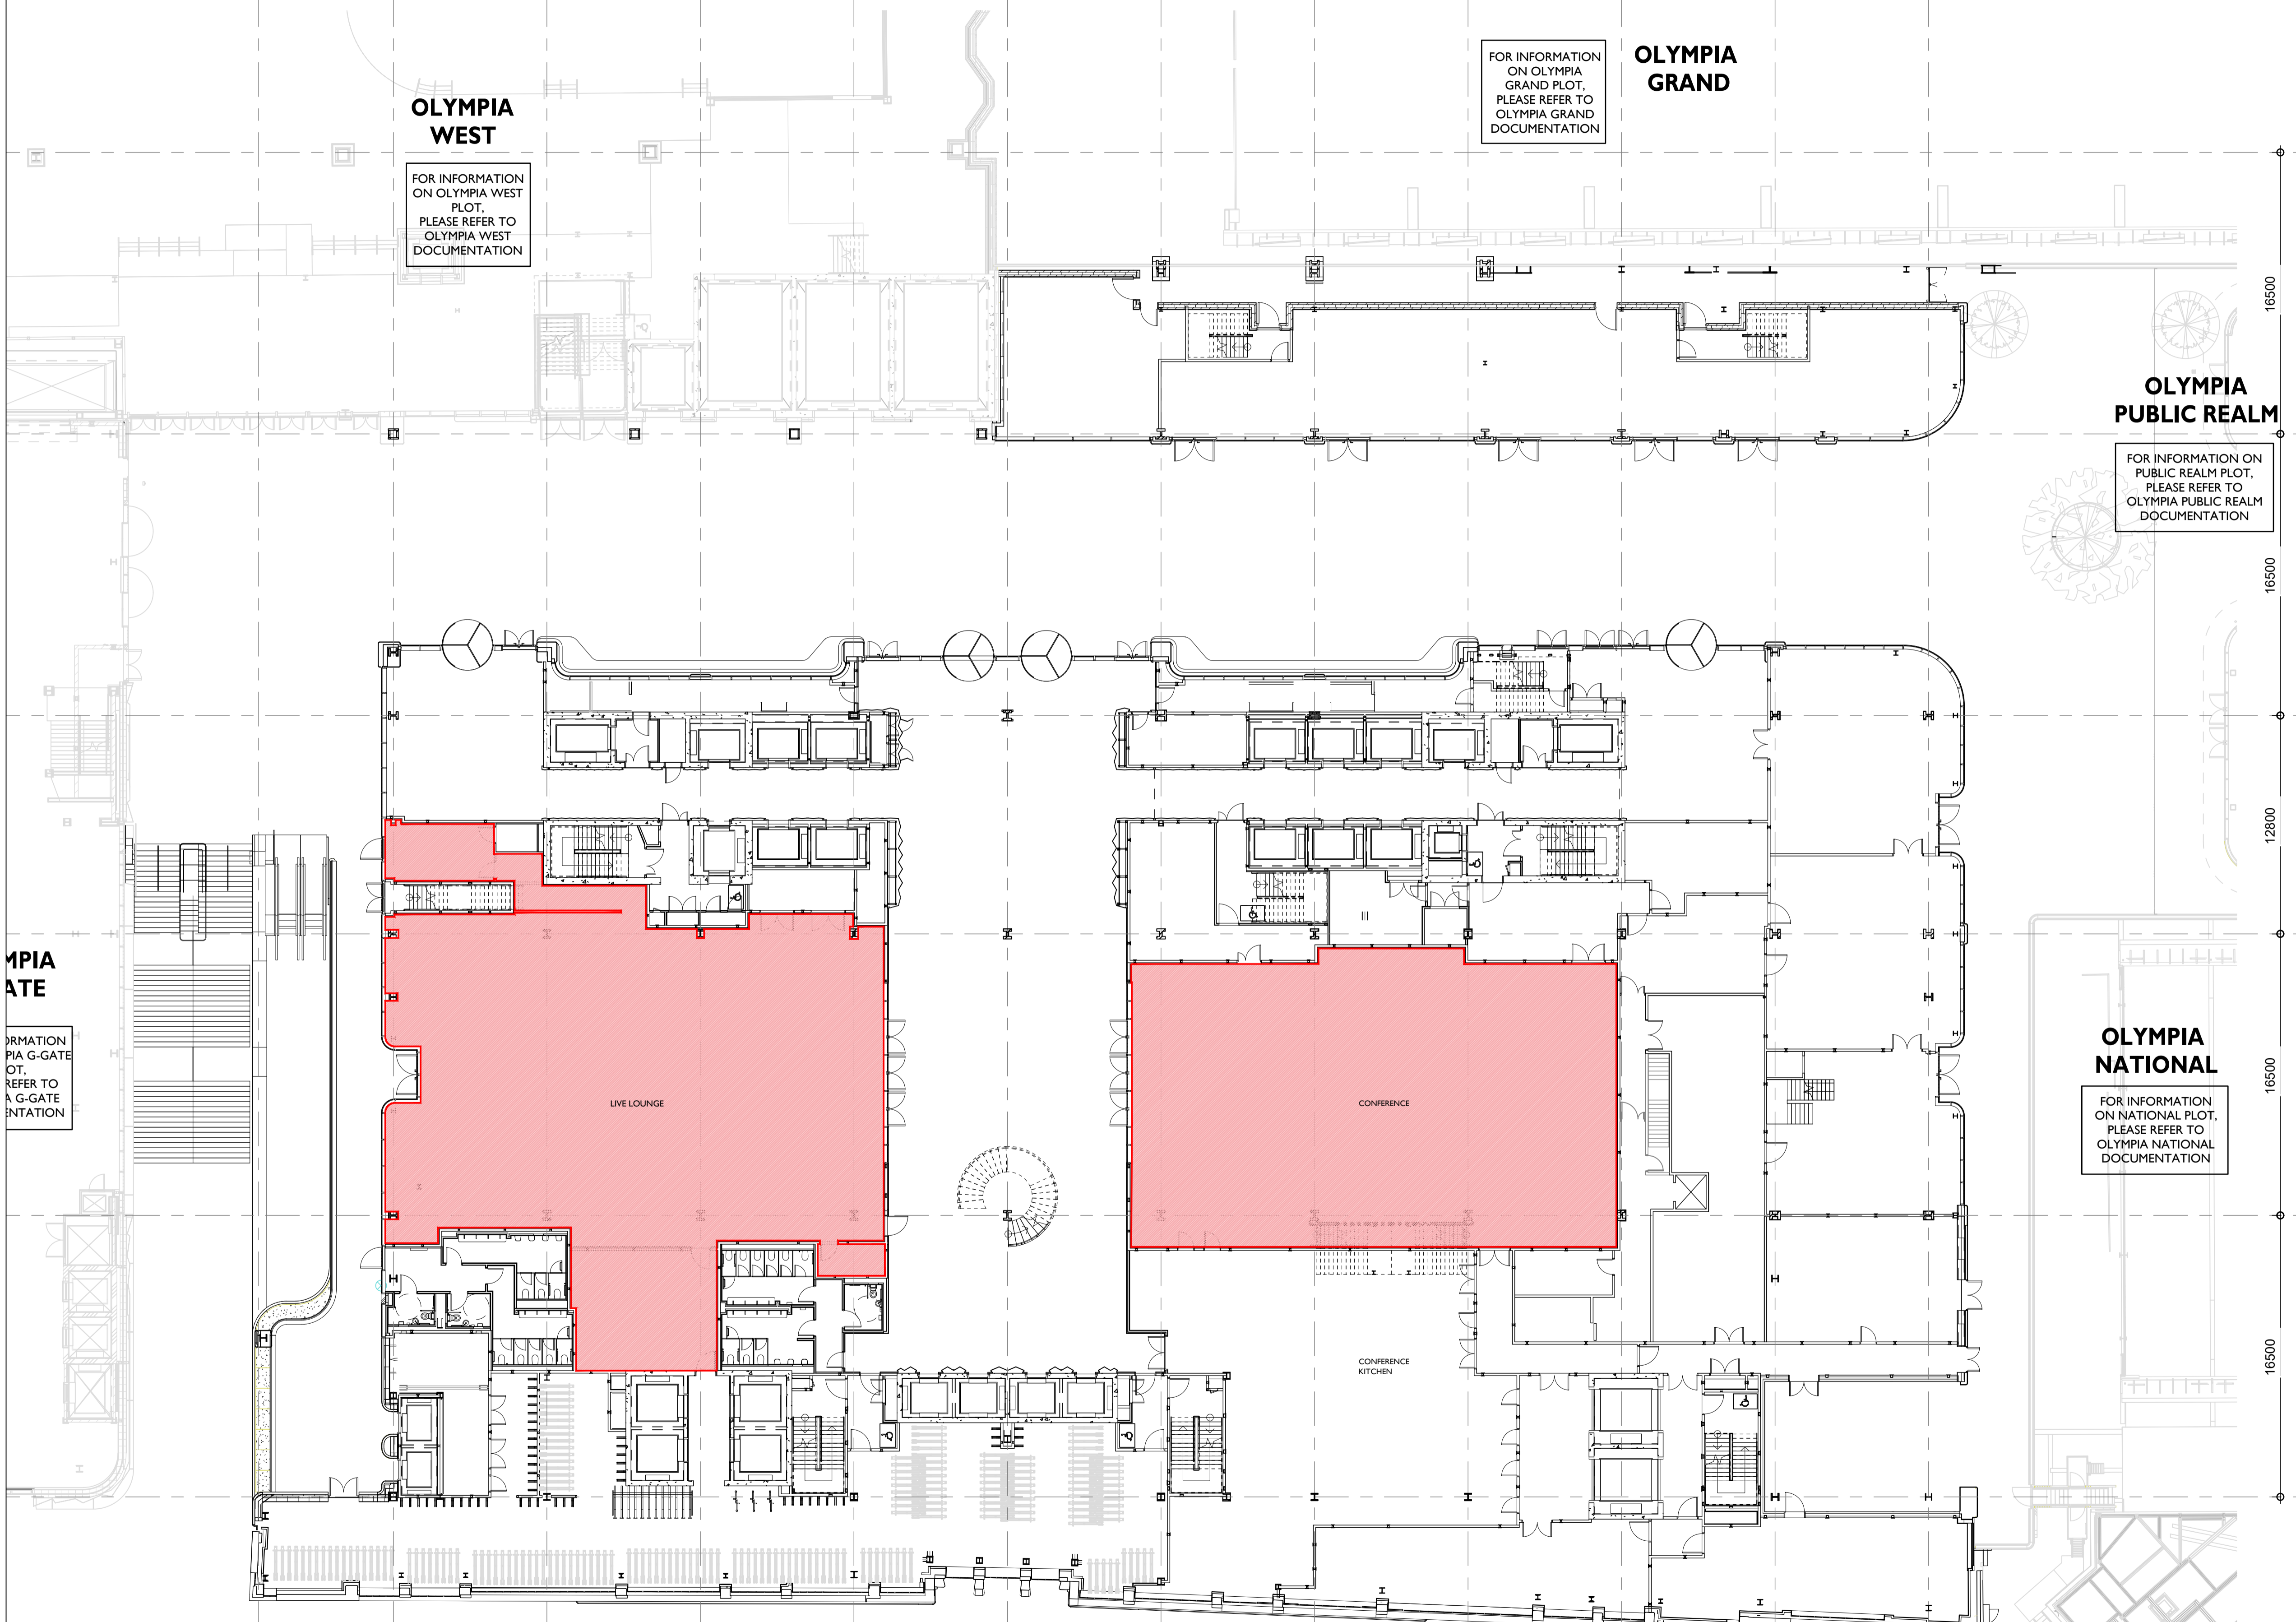 OLYMPIA
WEST
FOR INFORMATION
ON OLYMPIA WEST
PLOT,
PLEASE REFER TO
OLYMPIA WEST
DOCUMENTATION
FOR INFORMATION
ON OLYMPIA
GRAND PLOT,
PLEASE REFER TO
OLYMPIA GRAND
DOCUMENTATION
OLYMPIA
GRAND
16500
OLYMPIA
PUBLIC REALM
FOR INFORMATION ON
PUBLIC REALM PLOT,
PLEASE REFER TO
OLYMPIA PUBLIC REALM
DOCUMENTATION
16500
12800
MPIA
ATE
ORMATION
PIA G-GATE
OT,
REFER TO
A G-GATE
ENTATION
LIVE LOUNGE
CONFERENCE
OLYMPIA
NATIONAL
FOR INFORMATION
ON NATIONAL PLOT,
PLEASE REFER TO
OLYMPIA NATIONAL
DOCUMENTATION
16500
CONFERENCE
KITCHEN
16500